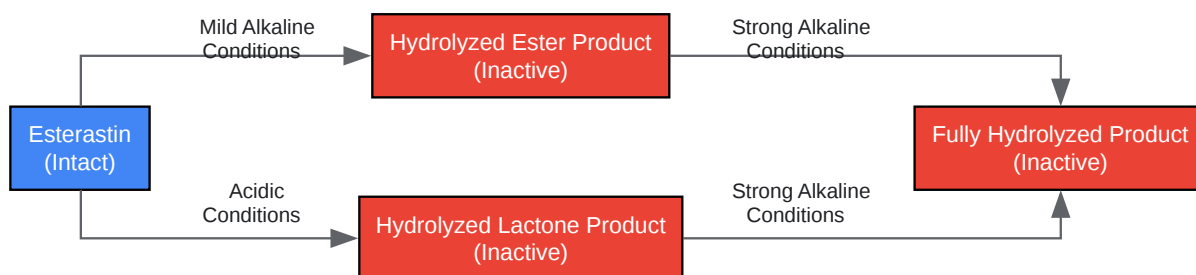 Mild Alkaline
Conditions
Hydrolyzed Ester Product
(Inactive)
Strong Alkaline
Conditions
Esterastin
(Intact)
Fully Hydrolyzed Product
(Inactive)
Acidic
Conditions
Hydrolyzed Lactone Product
(Inactive)
Strong Alkaline
Conditions